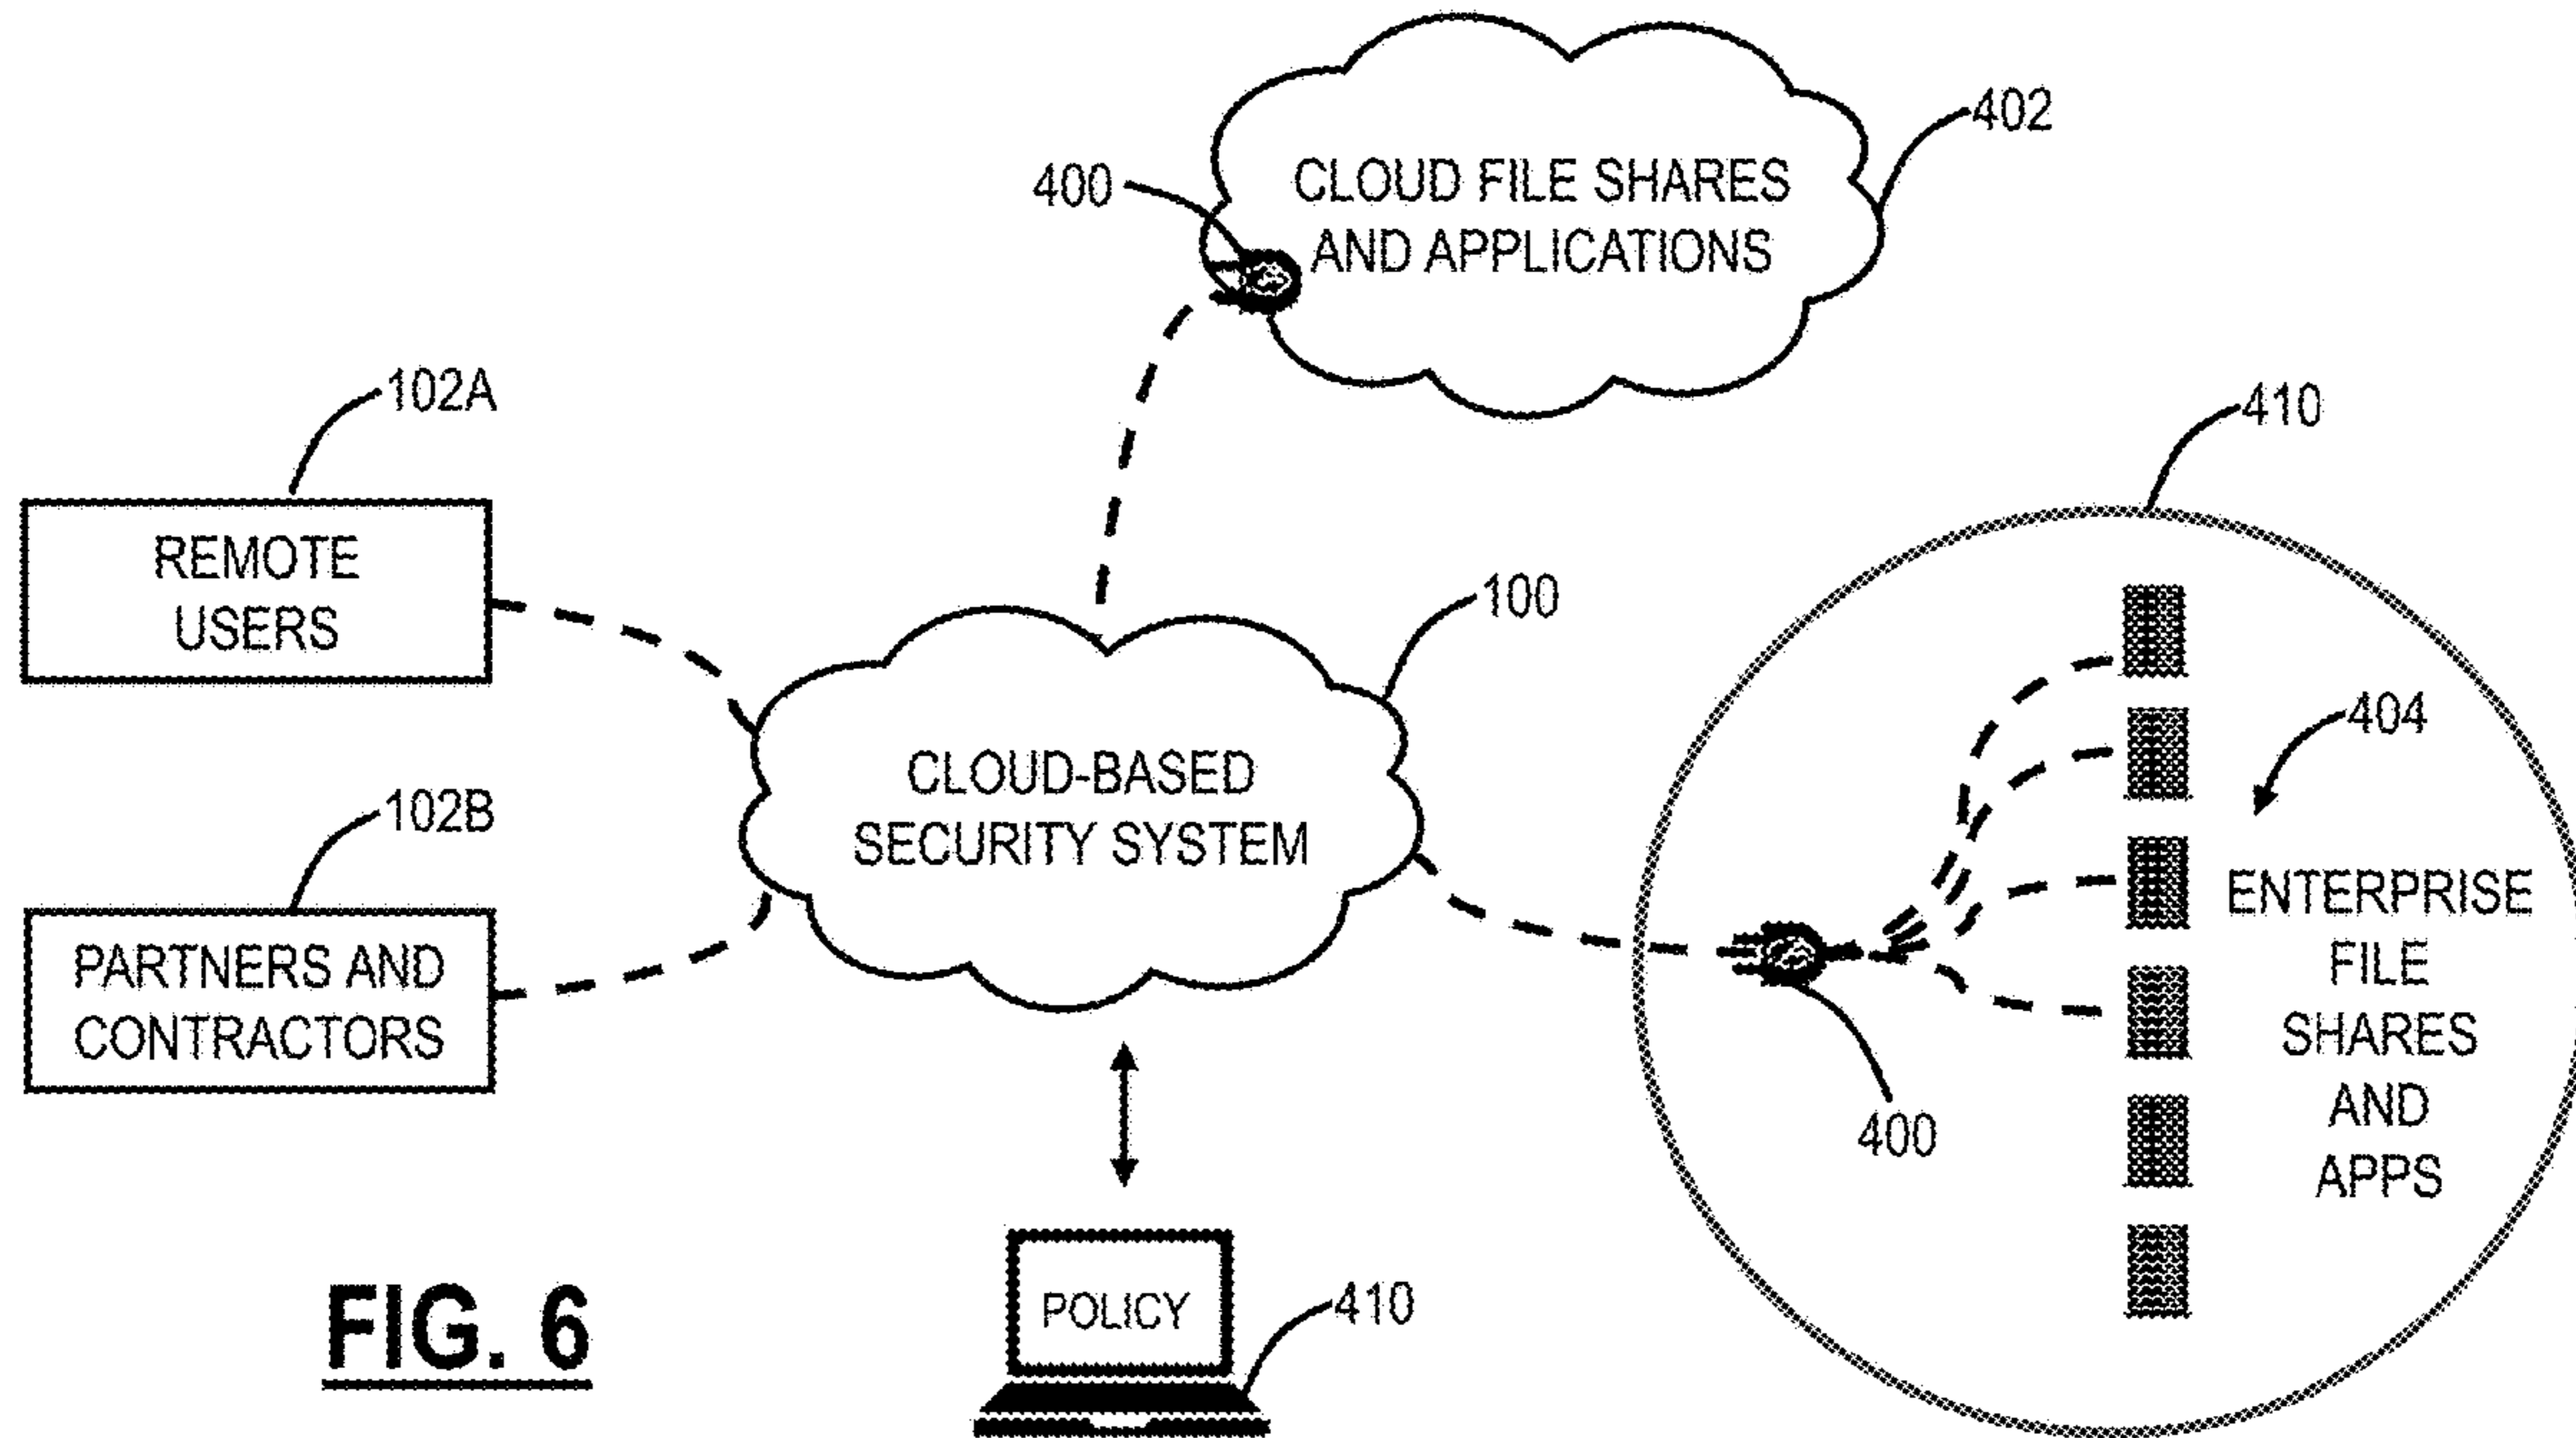 402
400
CLOUD FILE SHARES
AND APPLICATIONS
102A
410
REMOTE
USERS
100
404
CLOUD-BASED
SECURITY SYSTEM
102B
PARTNERS AND
CONTRACTORS
ENTERPRISE
FILE
SHARES
AND
APPS
400
POLICY
410
FIG. 6